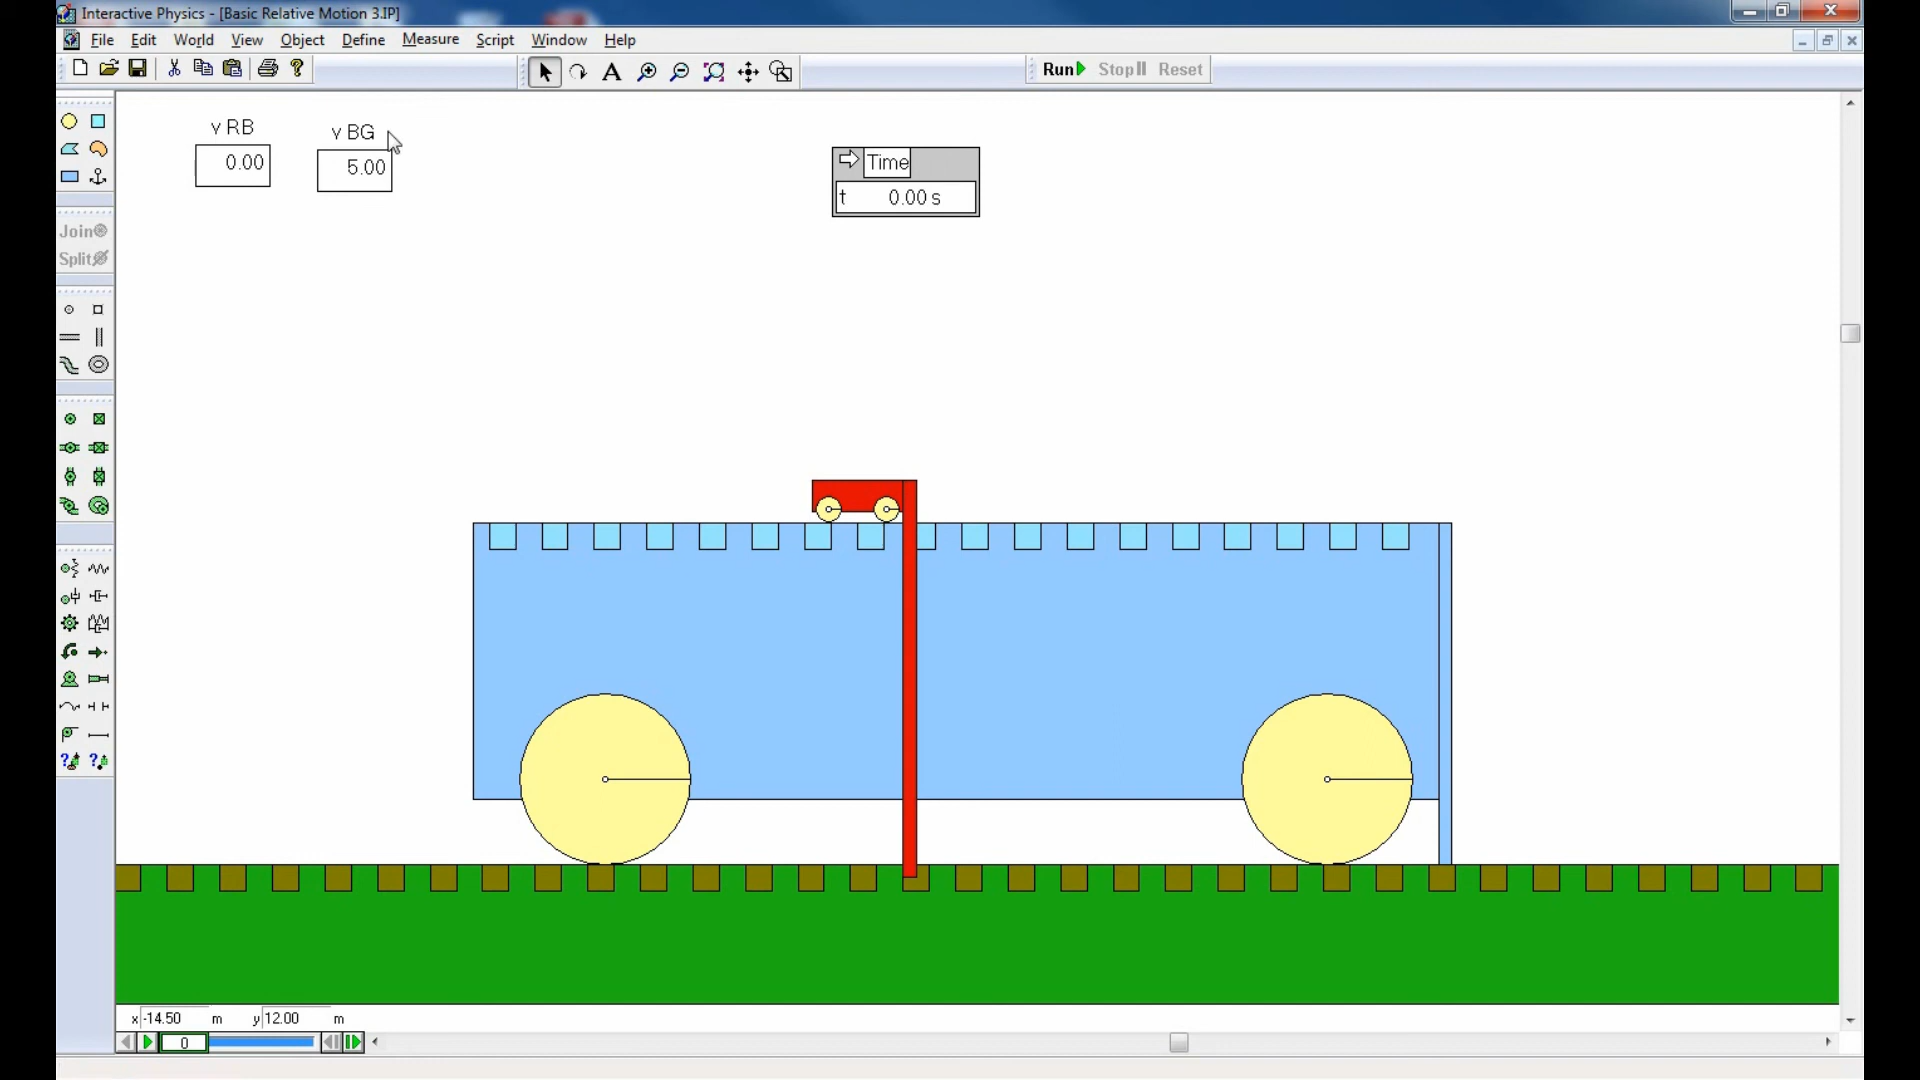 Interactive Physics - [Basic Relative Motion 3.IP]
File Edit World View Object Define Measure Script Window Help
Run Stop Reset
v RB
v BG
0.00
5.00
Time
t 0.00 s
Join
Split
x -14.50 m y 12.00 m
0